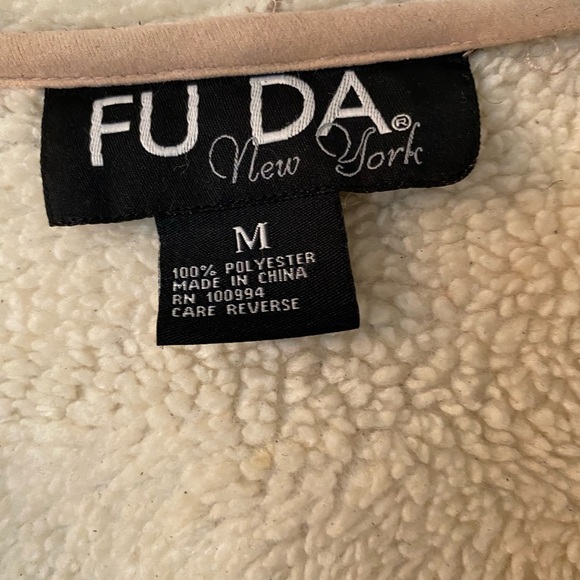 FU DA®
New York
M
100% POLYESTER
MADE IN CHINA
RN 100994
CARE REVERSE